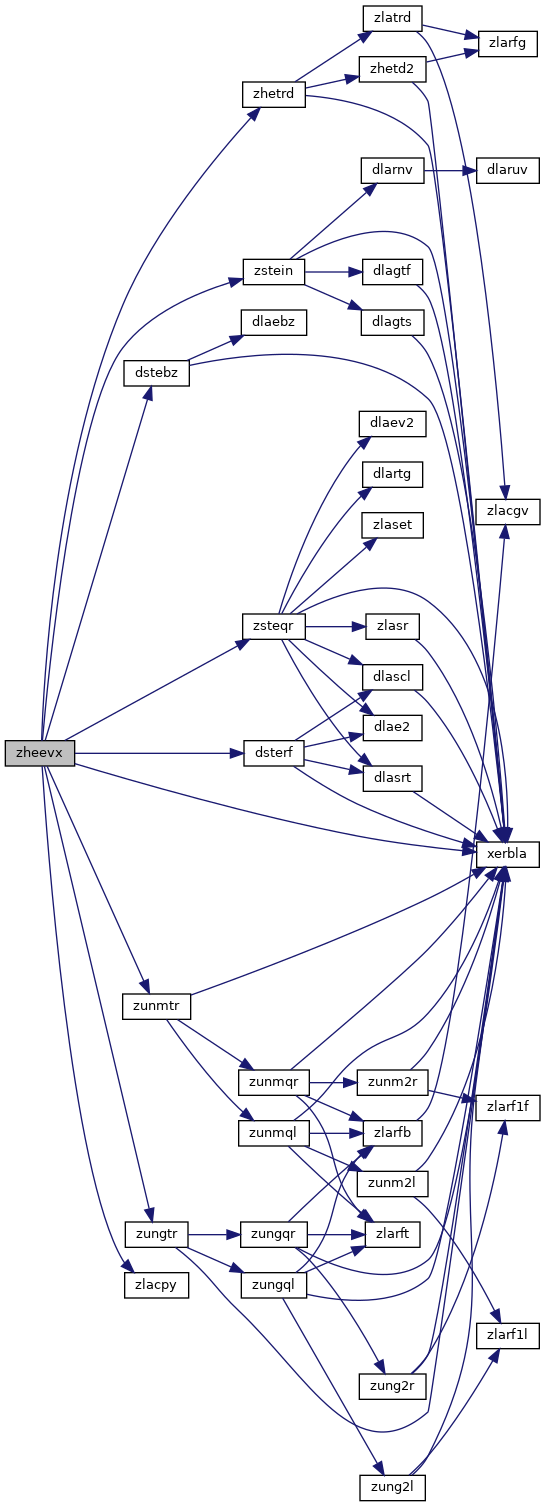 zlatrd
zlarfg
zhetd2
zhetrd
dlarnv
dlaruv
zstein
dlagtf
dlaebz
dlagts
dstebz
dlaev2
dlartg
zlacgv
zlaset
zsteqr
zlasr
dlascl
dlae2
zheevx
dsterf
dlasrt
xerbla
zunmtr
zunmqr
zunm2r
zlarf1f
zunmql
zlarfb
zunm2l
zungtr
zungqr
zlarft
zlacpy
zungql
zlarf1l
zung2r
zung2l